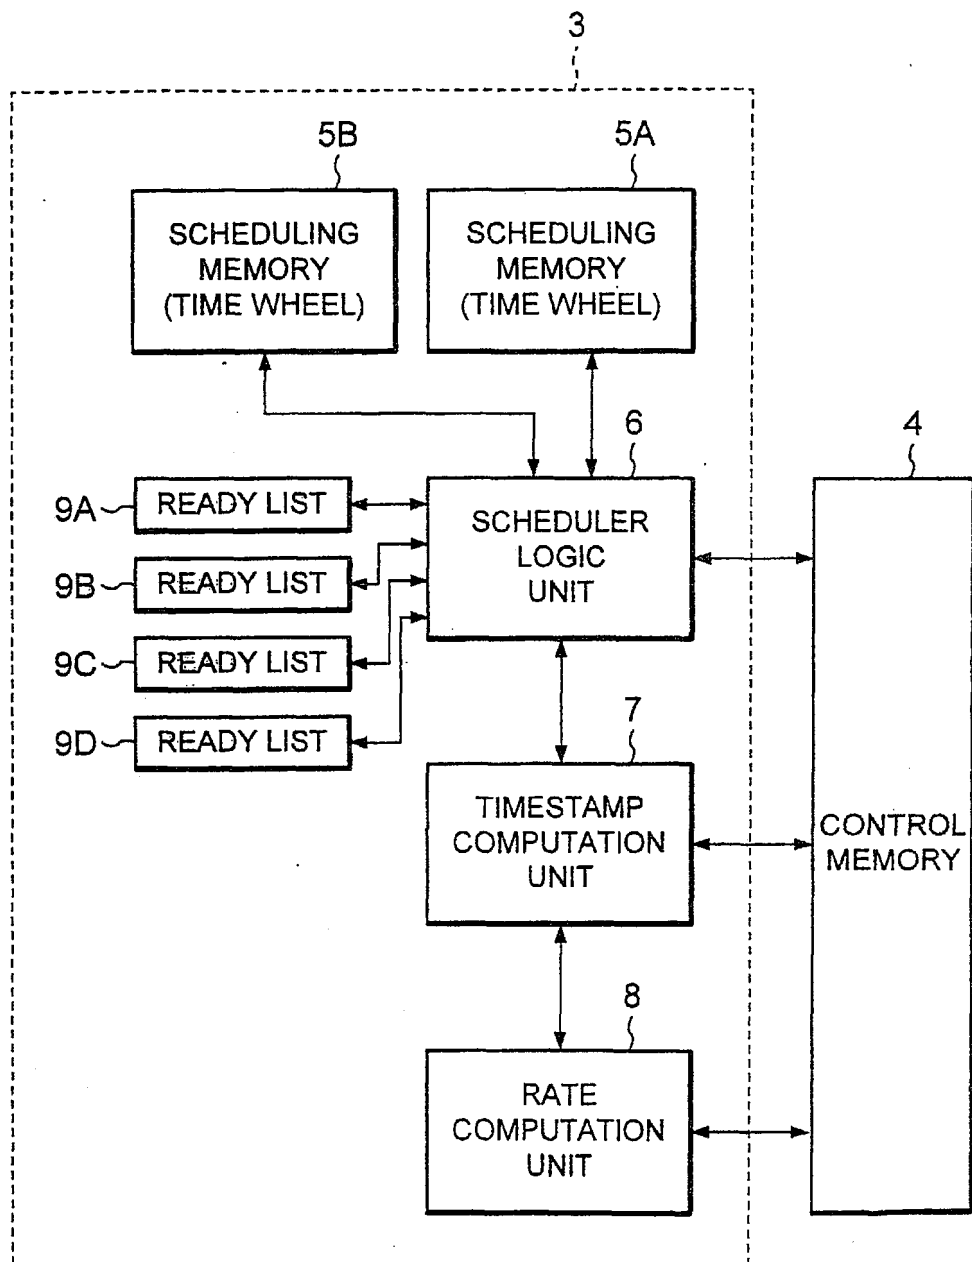 3
5B
5A
SCHEDULING
MEMORY
(TIME WHEEL)
SCHEDULING
MEMORY
(TIME WHEEL)
6
4
9A
READY LIST
SCHEDULER
LOGIC
UNIT
9B
READY LIST
9C
READY LIST
9D
READY LIST
7
TIMESTAMP
COMPUTATION
UNIT
CONTROL
MEMORY
8
RATE
COMPUTATION
UNIT